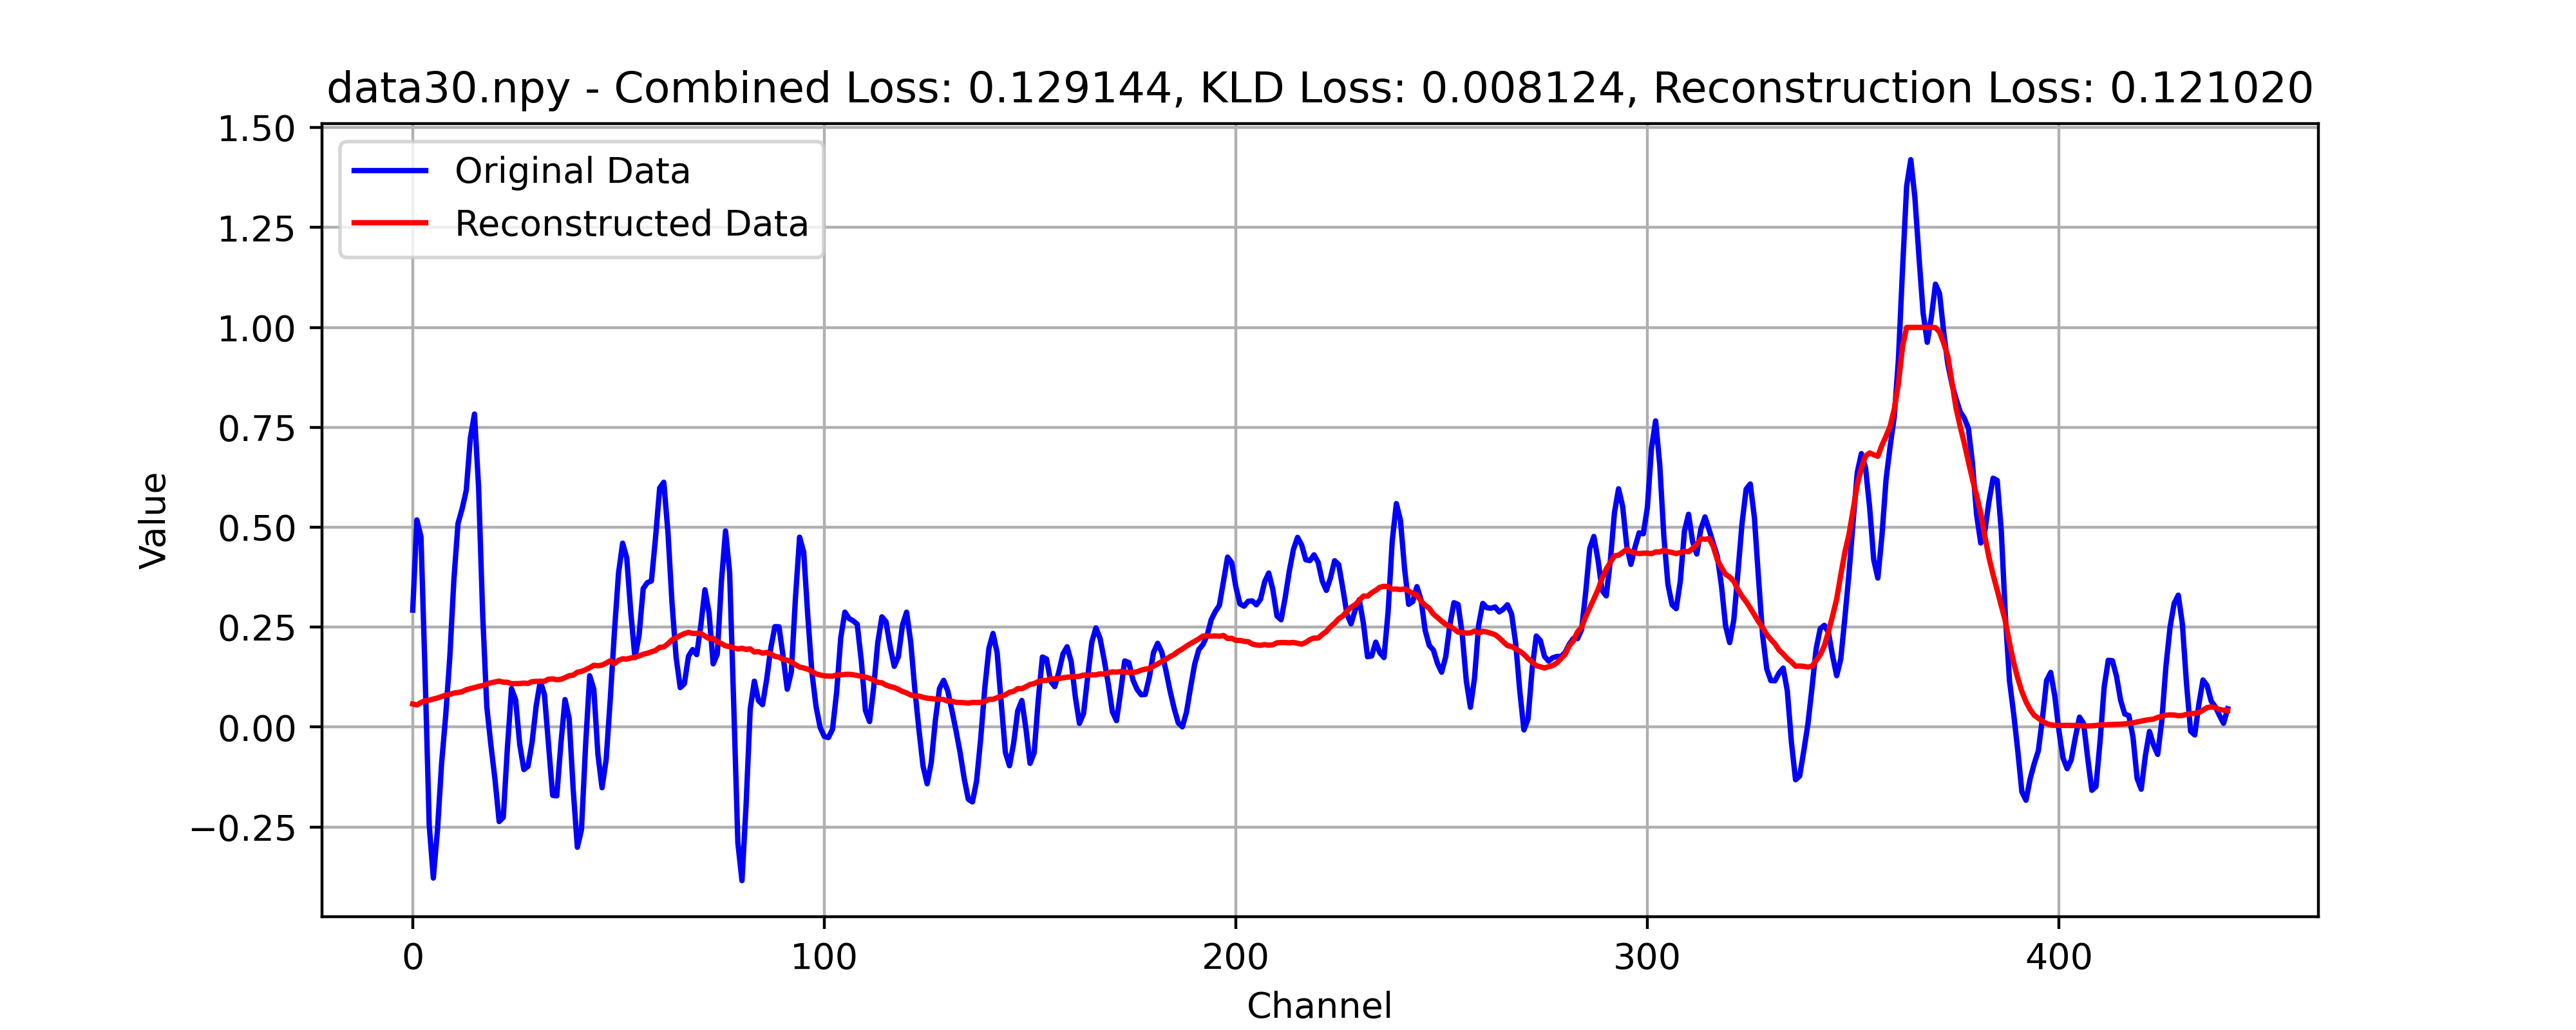 data30.npy - Combined Loss: 0.129144, KLD Loss: 0.008124, Reconstruction Loss: 0.121020
1.50
1.25
1.00
0.75
0.50
0.25
0.00
−0.25
Value
Original Data
Reconstructed Data
0 100 200 300 400
Channel